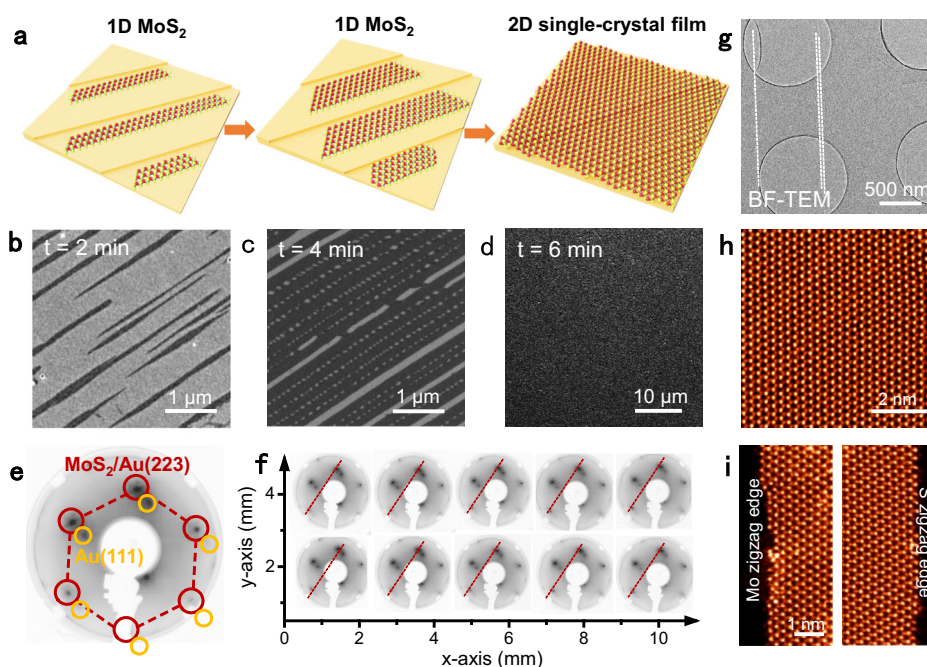 a
1D MoS₂
1D MoS₂
2D single-crystal film
b
t = 2 min
1 μm
c
t = 4 min
1 μm
d
t = 6 min
10 μm
e
MoS₂/Au(223)
Au(111)
f
y-axis (mm)
4
2
0
2
4
6
8
10
x-axis (mm)
g
BF-TEM
500 nm
h
2 nm
i
Mo zigzag edge
1 nm
S zigzag edge